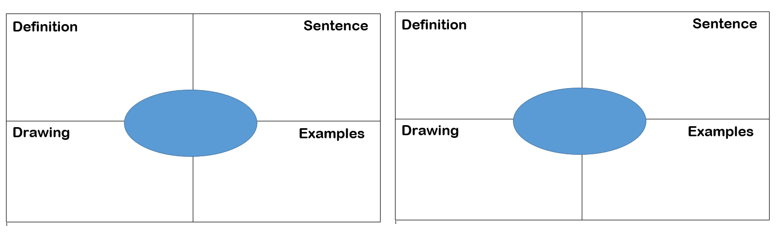 Definition Sentence
Drawing Examples
Definition Sentence
Drawing Examples